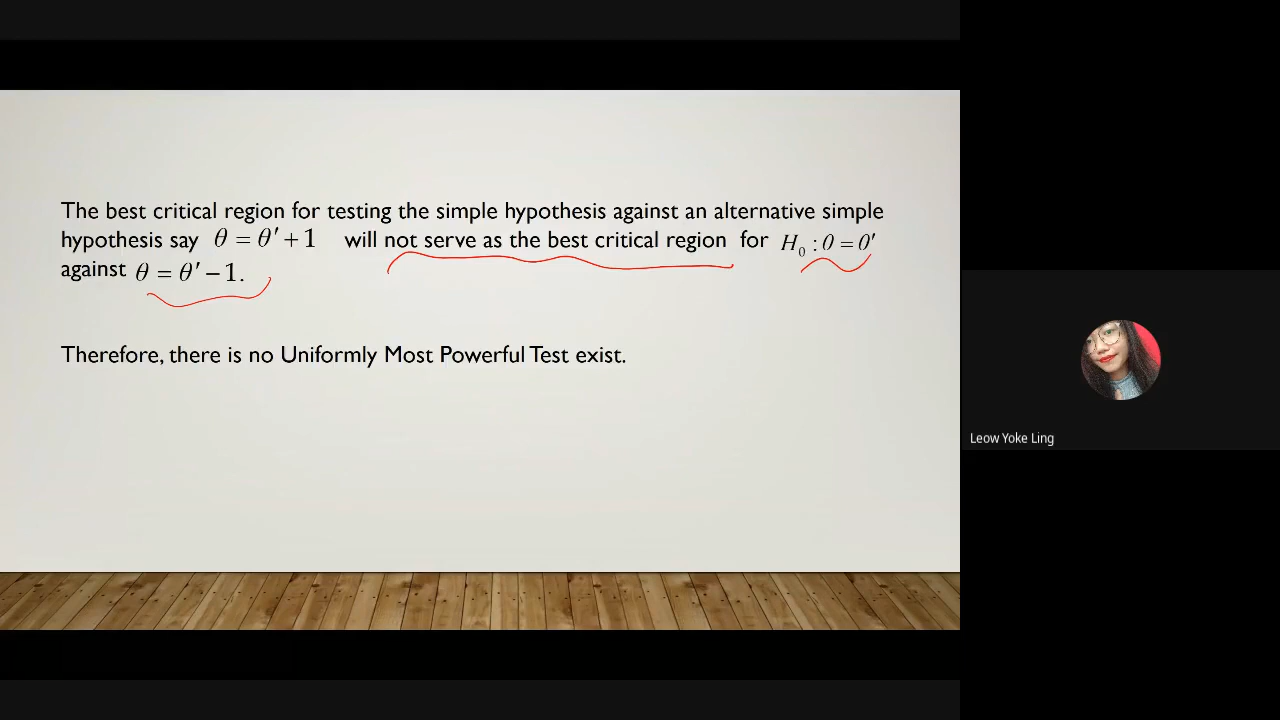 The best critical region for testing the simple hypothesis against an alternative simple
hypothesis say θ = θ′ + 1 will not serve as the best critical region for H₀ : θ = θ′
against θ = θ′ − 1.
Therefore, there is no Uniformly Most Powerful Test exist.
Leow Yoke Ling